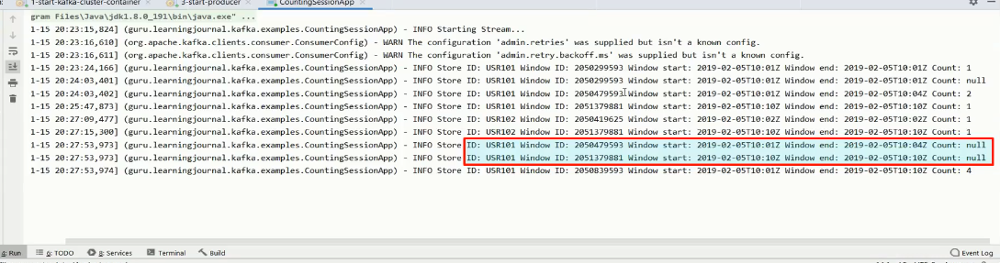 1-start-kafka-cluster-container × 3-start-producer × CountingSessionApp ×
gram Files\Java\jdk1.8.0_191\bin\java.exe" ...
1-15 20:23:15,824] (guru.learningjournal.kafka.examples.CountingSessionApp) - INFO Starting Stream...
1-15 20:23:16,610] (org.apache.kafka.clients.consumer.ConsumerConfig) - WARN The configuration 'admin.retries' was supplied but isn't a known config.
1-15 20:23:16,611] (org.apache.kafka.clients.consumer.ConsumerConfig) - WARN The configuration 'admin.retry.backoff.ms' was supplied but isn't a known config.
1-15 20:23:24,166] (guru.learningjournal.kafka.examples.CountingSessionApp) - INFO Store ID: USR101 Window ID: 2050299593 Window start: 2019-02-05T10:01Z Window end: 2019-02-05T10:01Z Count: 1
1-15 20:24:03,401] (guru.learningjournal.kafka.examples.CountingSessionApp) - INFO Store ID: USR101 Window ID: 2050299593 Window start: 2019-02-05T10:01Z Window end: 2019-02-05T10:01Z Count: null
1-15 20:24:03,402] (guru.learningjournal.kafka.examples.CountingSessionApp) - INFO Store ID: USR101 Window ID: 2050479593 Window start: 2019-02-05T10:01Z Window end: 2019-02-05T10:04Z Count: 2
1-15 20:25:47,873] (guru.learningjournal.kafka.examples.CountingSessionApp) - INFO Store ID: USR101 Window ID: 2051379881 Window start: 2019-02-05T10:10Z Window end: 2019-02-05T10:10Z Count: 1
1-15 20:27:09,477] (guru.learningjournal.kafka.examples.CountingSessionApp) - INFO Store ID: USR102 Window ID: 2050419625 Window start: 2019-02-05T10:02Z Window end: 2019-02-05T10:02Z Count: 1
1-15 20:27:15,300] (guru.learningjournal.kafka.examples.CountingSessionApp) - INFO Store ID: USR102 Window ID: 2051379881 Window start: 2019-02-05T10:10Z Window end: 2019-02-05T10:10Z Count: 1
1-15 20:27:53,973] (guru.learningjournal.kafka.examples.CountingSessionApp) - INFO Store ID: USR101 Window ID: 2050479593 Window start: 2019-02-05T10:01Z Window end: 2019-02-05T10:04Z Count: null
1-15 20:27:53,973] (guru.learningjournal.kafka.examples.CountingSessionApp) - INFO Store ID: USR101 Window ID: 2051379881 Window start: 2019-02-05T10:10Z Window end: 2019-02-05T10:10Z Count: null
1-15 20:27:53,974] (guru.learningjournal.kafka.examples.CountingSessionApp) - INFO Store ID: USR101 Window ID: 2050839593 Window start: 2019-02-05T10:01Z Window end: 2019-02-05T10:10Z Count: 4
4: Run 6: TODO 8: Services Terminal Build Event Log